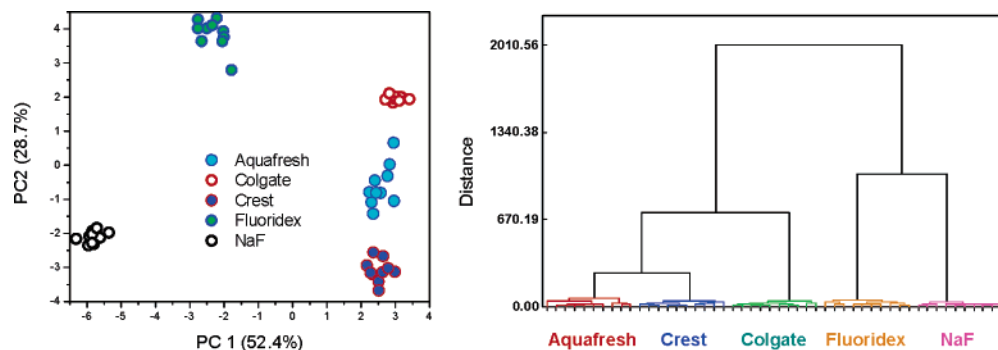 4
3
2
1
0
-1
-2
-3
-4
PC2 (28.7%)
Aquafresh
Colgate
Crest
Fluoridex
NaF
-6 -5 -4 -3 -2 -1 0 1 2 3 4
PC 1 (52.4%)
2010.56
1340.38
670.19
0.00
Distance
Aquafresh Crest Colgate Fluoridex NaF